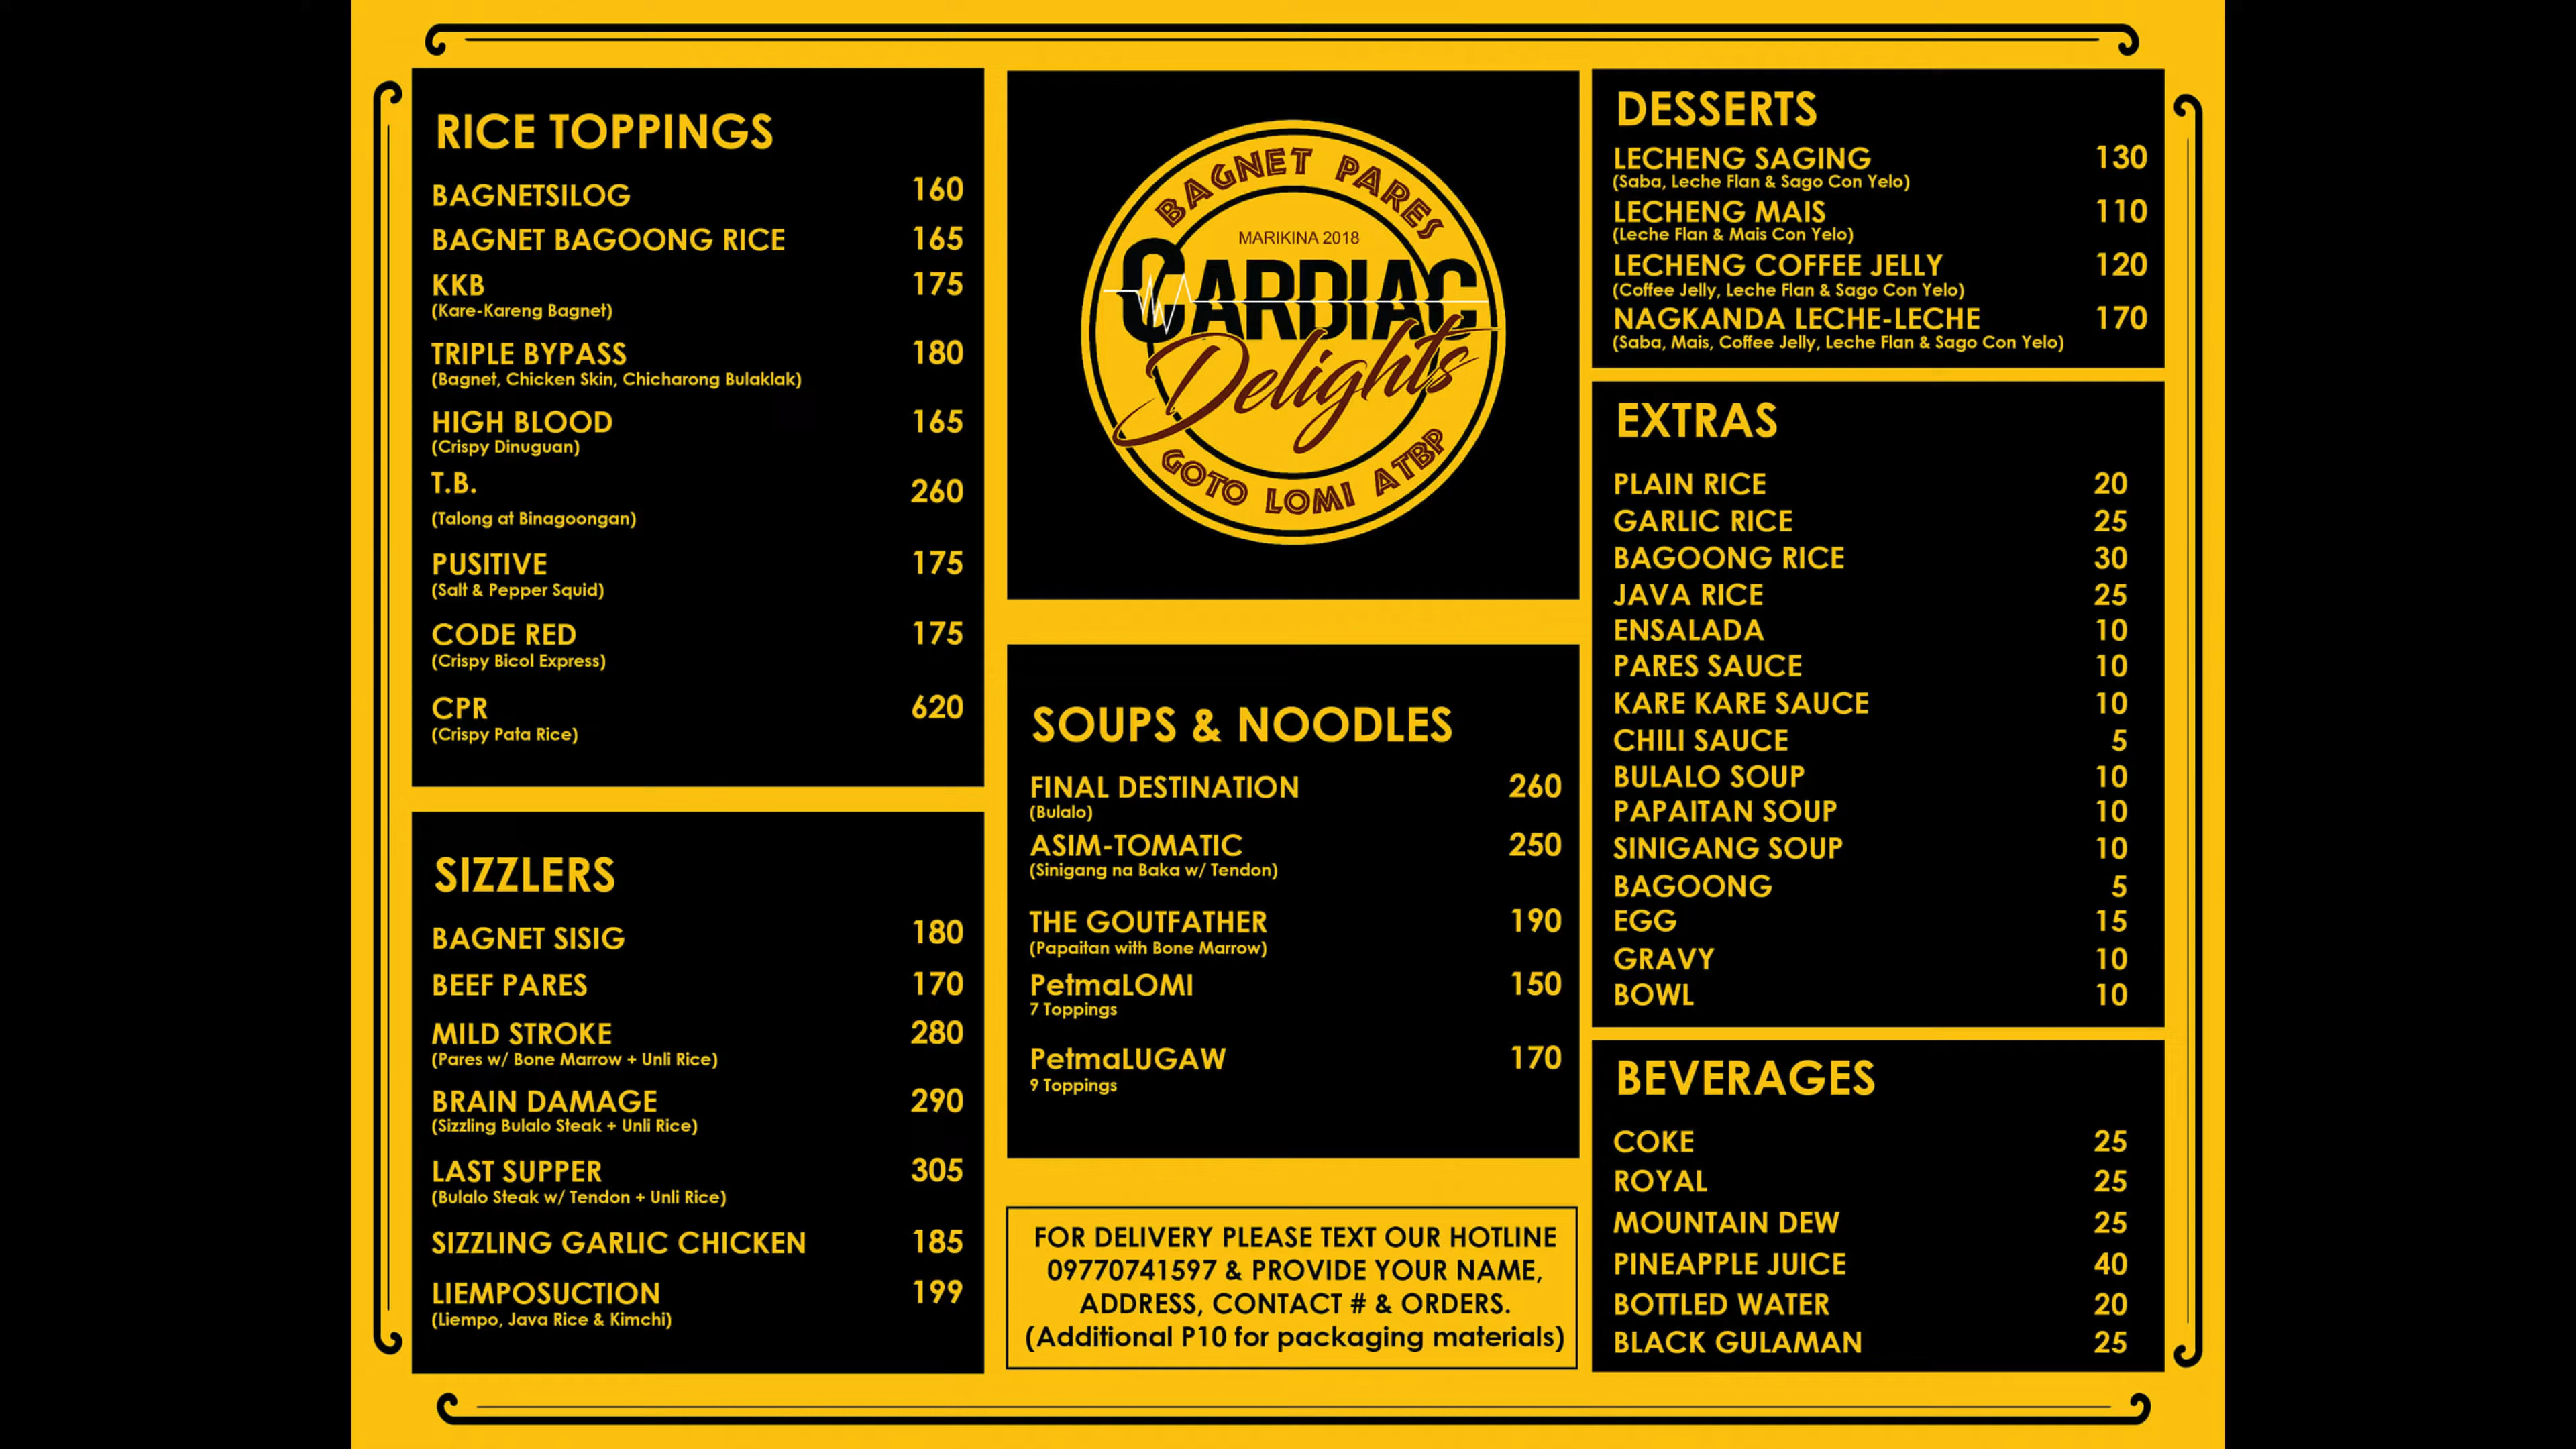 RICE TOPPINGS
BAGNETSILOG 160
BAGNET BAGOONG RICE 165
KKB 175
(Kare-Kareng Bagnet)
TRIPLE BYPASS 180
(Bagnet, Chicken Skin, Chicharong Bulaklak)
HIGH BLOOD 165
(Crispy Dinuguan)
T.B. 260
(Talong at Binagoongan)
PUSITIVE 175
(Salt & Pepper Squid)
CODE RED 175
(Crispy Bicol Express)
CPR 620
(Crispy Pata Rice)
SIZZLERS
BAGNET SISIG 180
BEEF PARES 170
MILD STROKE 280
(Pares w/ Bone Marrow + Unli Rice)
BRAIN DAMAGE 290
(Sizzling Bulalo Steak + Unli Rice)
LAST SUPPER 305
(Bulalo Steak w/ Tendon + Unli Rice)
SIZZLING GARLIC CHICKEN 185
LIEMPOSUCTION 199
(Liempo, Java Rice & Kimchi)
BAGNET PARES
MARIKINA 2018
CARDIAC
Delights
GOTO LOMI ATBP
SOUPS & NOODLES
FINAL DESTINATION 260
(Bulalo)
ASIM-TOMATIC 250
(Sinigang na Baka w/ Tendon)
THE GOUTFATHER 190
(Papaitan with Bone Marrow)
PetmaLOMI 150
7 Toppings
PetmaLUGAW 170
9 Toppings
FOR DELIVERY PLEASE TEXT OUR HOTLINE
09770741597 & PROVIDE YOUR NAME,
ADDRESS, CONTACT # & ORDERS.
(Additional P10 for packaging materials)
DESSERTS
LECHENG SAGING 130
(Saba, Leche Flan & Sago Con Yelo)
LECHENG MAIS 110
(Leche Flan & Mais Con Yelo)
LECHENG COFFEE JELLY 120
(Coffee Jelly, Leche Flan & Sago Con Yelo)
NAGKANDA LECHE-LECHE 170
(Saba, Mais, Coffee Jelly, Leche Flan & Sago Con Yelo)
EXTRAS
PLAIN RICE 20
GARLIC RICE 25
BAGOONG RICE 30
JAVA RICE 25
ENSALADA 10
PARES SAUCE 10
KARE KARE SAUCE 10
CHILI SAUCE 5
BULALO SOUP 10
PAPAITAN SOUP 10
SINIGANG SOUP 10
BAGOONG 5
EGG 15
GRAVY 10
BOWL 10
BEVERAGES
COKE 25
ROYAL 25
MOUNTAIN DEW 25
PINEAPPLE JUICE 40
BOTTLED WATER 20
BLACK GULAMAN 25